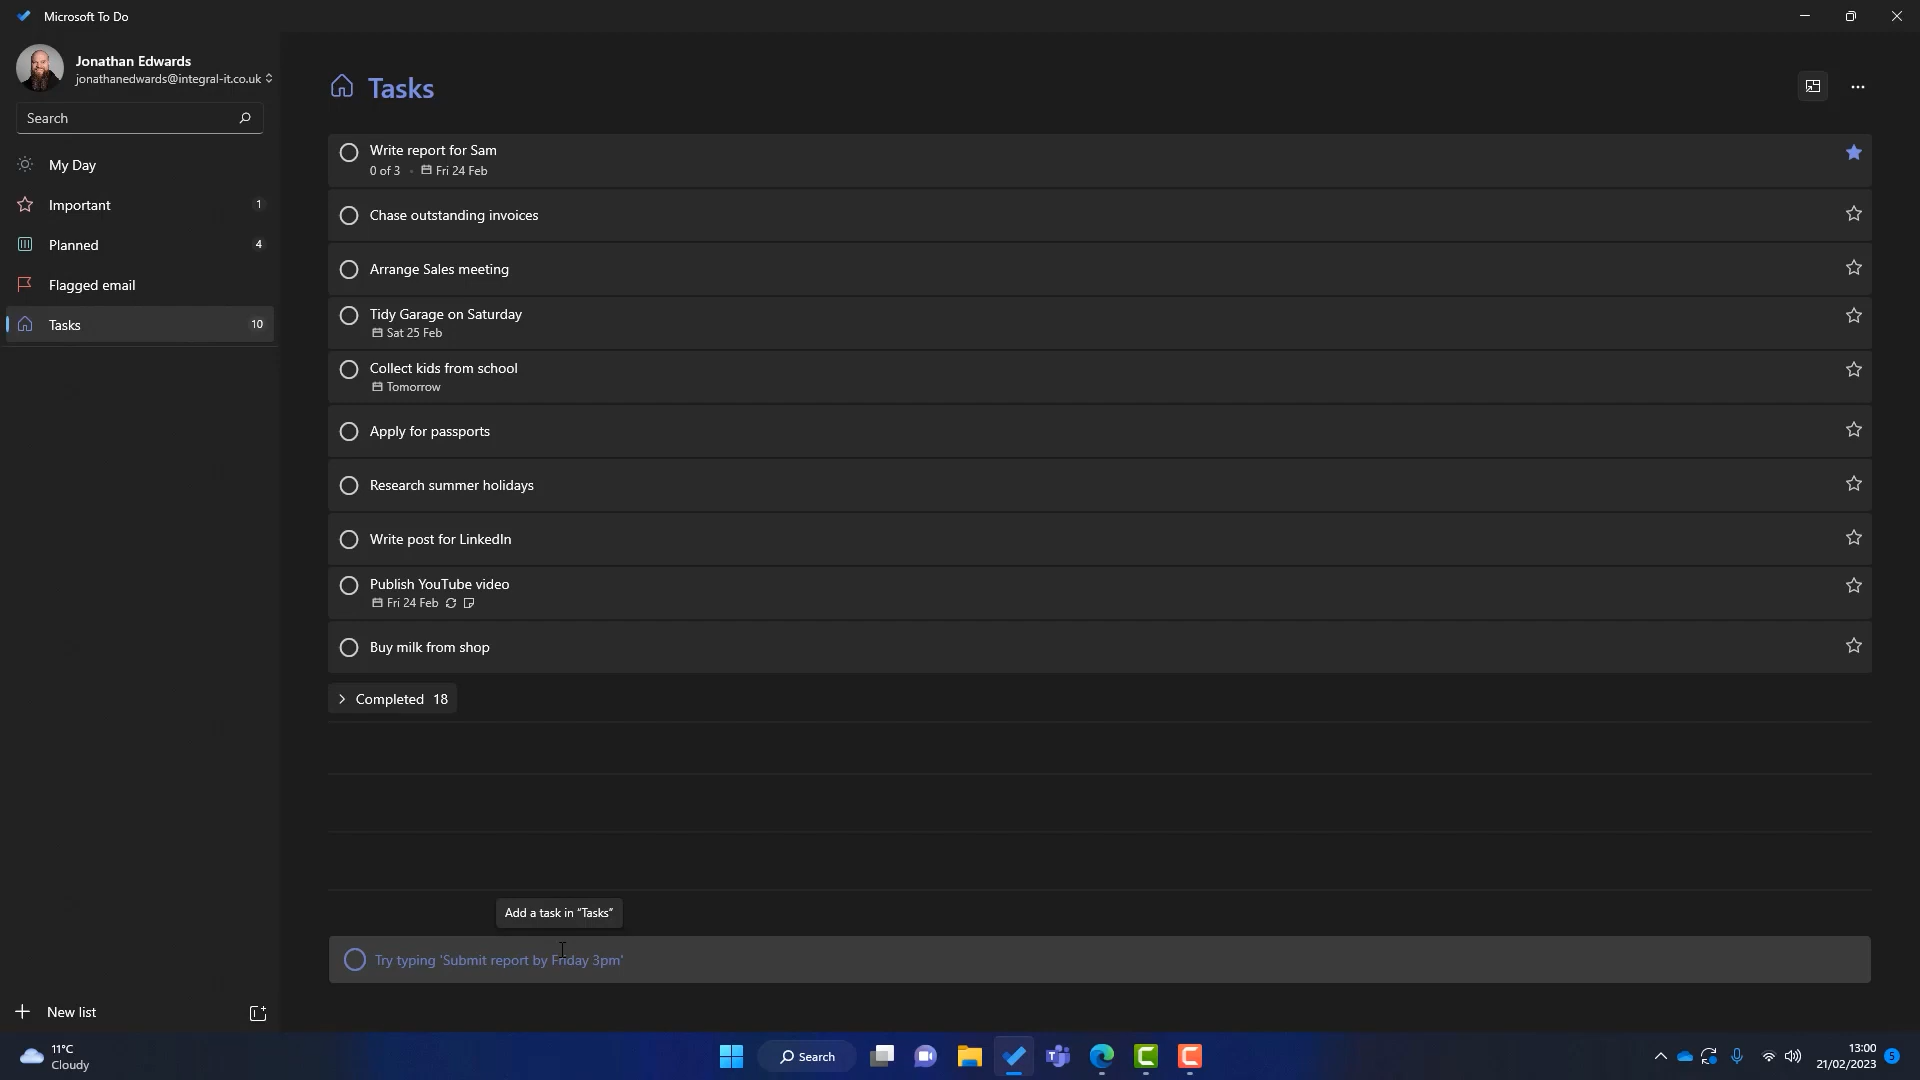 Microsoft To Do
Jonathan Edwards
jonathanedwards@integral-it.co.uk
Search
My Day
Important 1
Planned 4
Flagged email
Tasks 10
New list
Tasks
Write report for Sam
0 of 3 • Fri 24 Feb
Chase outstanding invoices
Arrange Sales meeting
Tidy Garage on Saturday
Sat 25 Feb
Collect kids from school
Tomorrow
Apply for passports
Research summer holidays
Write post for LinkedIn
Publish YouTube video
Fri 24 Feb
Buy milk from shop
Completed 18
Add a task in “Tasks”
Try typing 'Submit report by Friday 3pm'
11°C
Cloudy
Search
13:00
21/02/2023
5